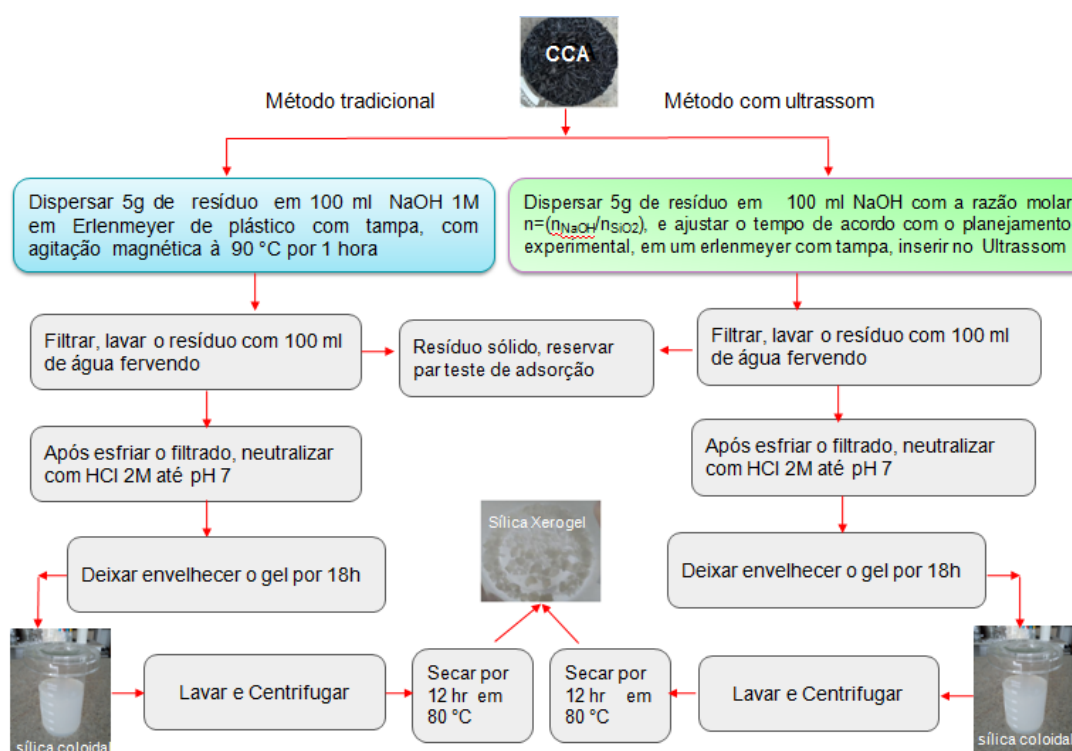 CCA
Método tradicional
Método com ultrassom
Dispersar 5g de resíduo em 100 ml NaOH 1M
em Erlenmeyer de plástico com tampa, com
agitação magnética à 90 °C por 1 hora
Dispersar 5g de resíduo em 100 ml NaOH com a razão molar
n=(nNaOH/nSiO2), e ajustar o tempo de acordo com o planejamento
experimental, em um erlenmeyer com tampa, inserir no Ultrassom
Filtrar, lavar o resíduo com 100 ml
de água fervendo
Resíduo sólido, reservar
par teste de adsorção
Filtrar, lavar o resíduo com 100 ml
de água fervendo
Após esfriar o filtrado, neutralizar
com HCl 2M até pH 7
Após esfriar o filtrado, neutralizar
com HCl 2M até pH 7
Sílica Xerogel
Deixar envelhecer o gel por 18h
Deixar envelhecer o gel por 18h
sílica coloidal
Lavar e Centrifugar
Secar por
12 hr em
80 °C
Secar por
12 hr em
80 °C
Lavar e Centrifugar
sílica coloidal